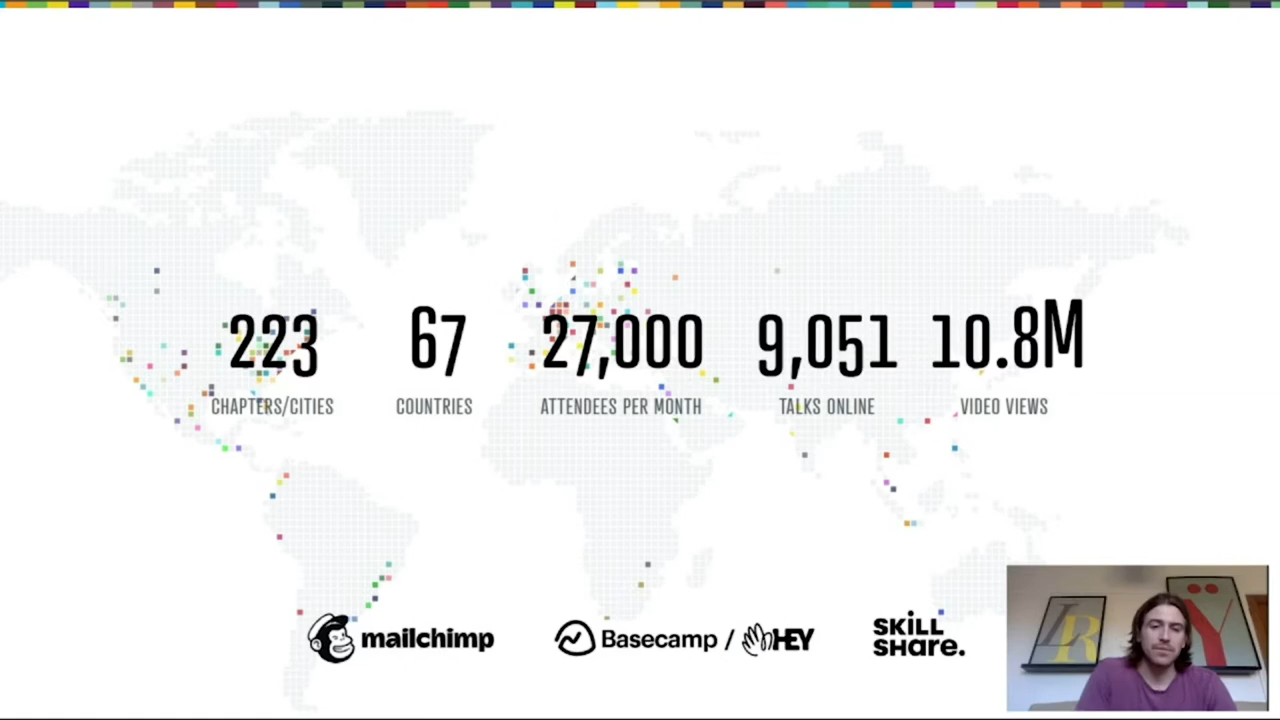 223 67 27,000 9,051 10.8M
CHAPTERS/CITIES COUNTRIES ATTENDEES PER MONTH TALKS ONLINE VIDEO VIEWS
mailchimp Basecamp / HEY SKiLL
SHare.
LR
Ÿ